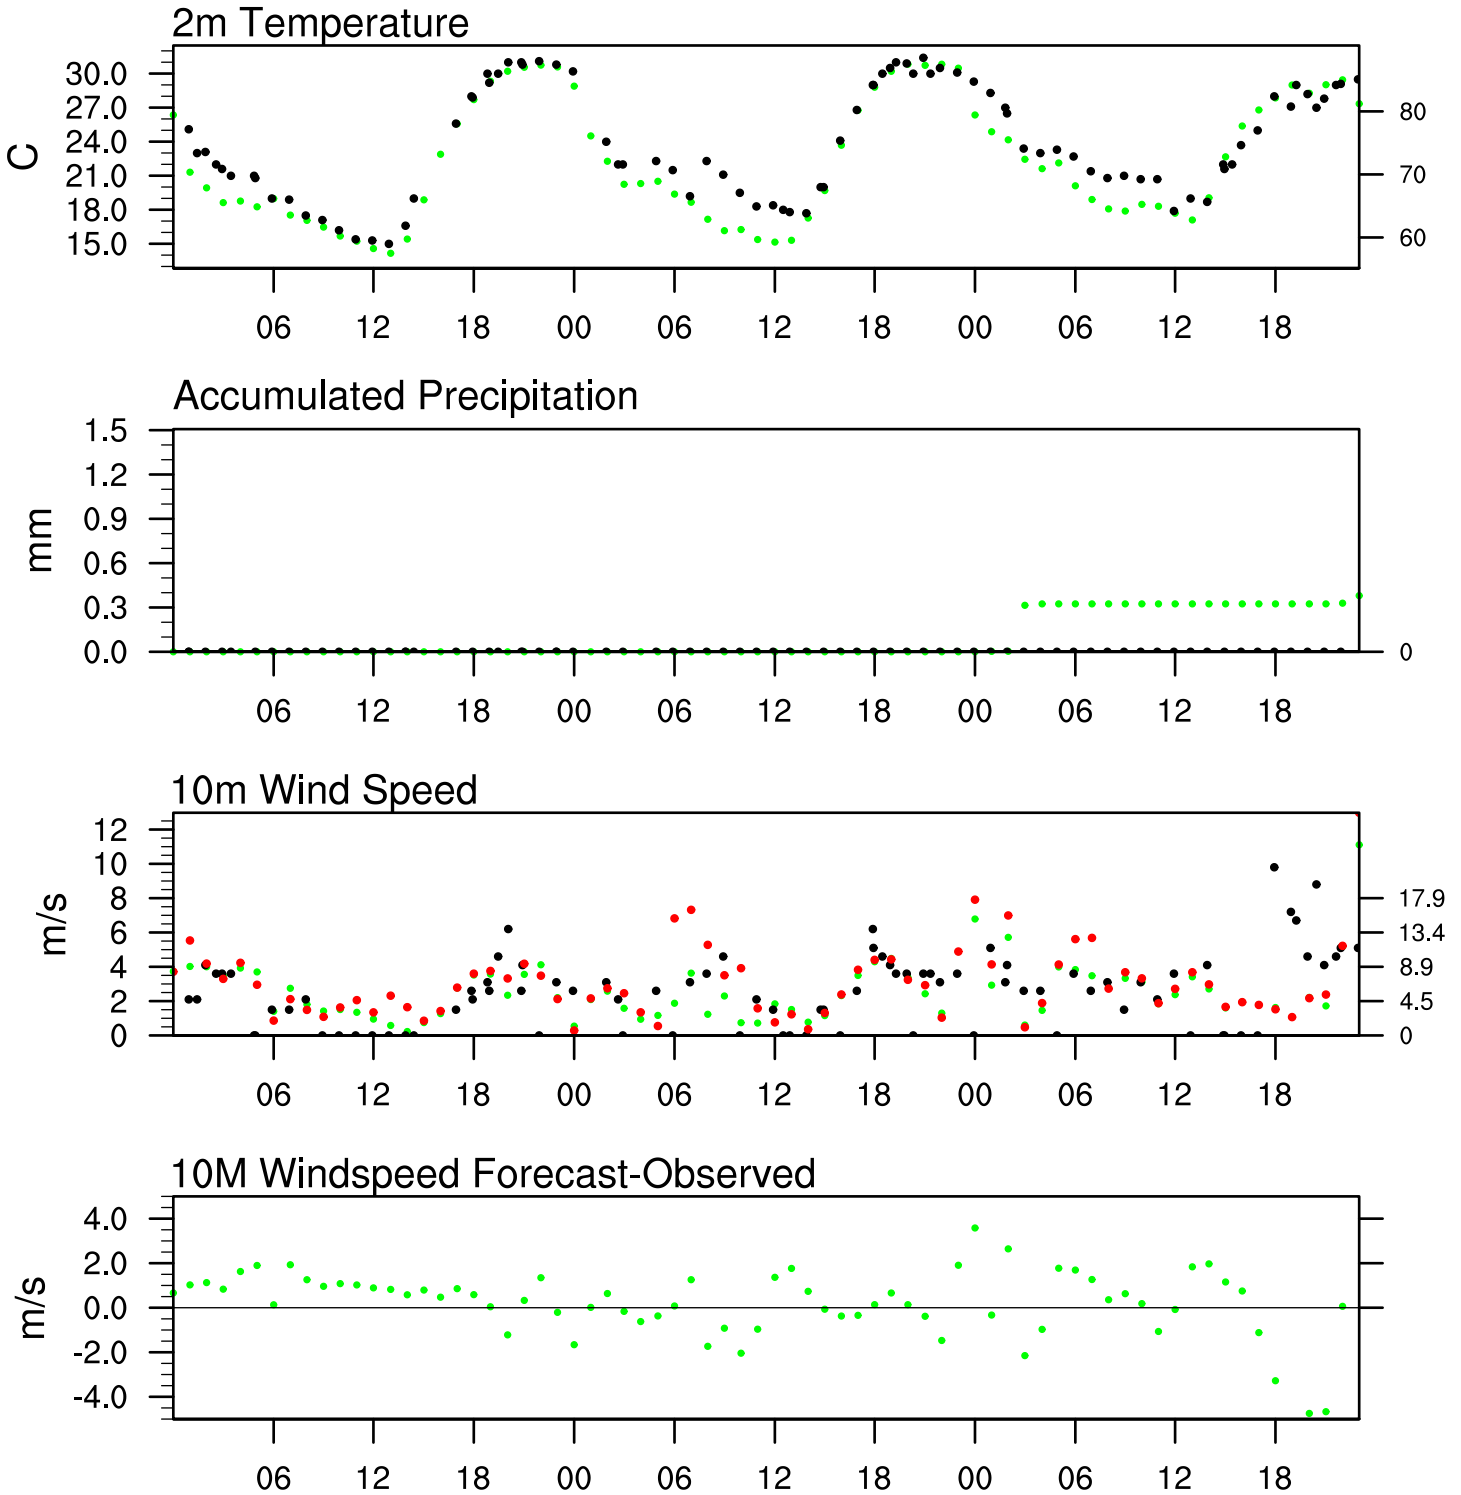 2m Temperature
30.0
27.0
24.0
21.0
18.0
15.0
C
80
70
60
06 12 18 00 06 12 18 00 06 12 18
Accumulated Precipitation
1.5
1.2
0.9
0.6
0.3
0.0
mm
0
06 12 18 00 06 12 18 00 06 12 18
10m Wind Speed
12
10
8
6
4
2
0
m/s
17.9
13.4
8.9
4.5
0
06 12 18 00 06 12 18 00 06 12 18
10M Windspeed Forecast-Observed
4.0
2.0
0.0
-2.0
-4.0
m/s
06 12 18 00 06 12 18 00 06 12 18